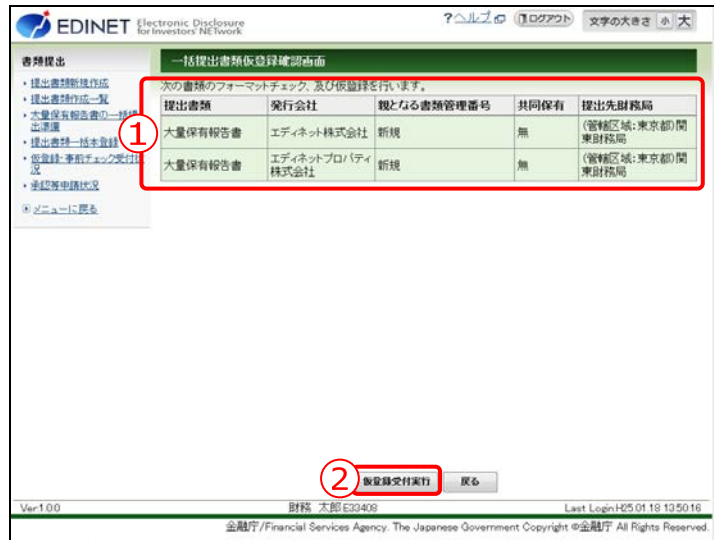 EDINET Electronic Disclosure for Investors' NETwork
?ヘルプ ログアウト 文字の大きさ 小 大
書類提出
・提出書類新規作成
・提出書類作成一覧
・大量保有報告書の一括提
出準備
・提出書類一括本登録
・仮登録・事前チェック受付状
況
・承認等申請状況
メニューに戻る
一括提出書類仮登録確認画面
次の書類のフォーマットチェック、及び仮登録を行います。
①
提出書類 発行会社 親となる書類管理番号 共同保有 提出先財務局
大量保有報告書 エディネット株式会社 新規 無 (管轄区域:東京都)関
東財務局
大量保有報告書 エディネットプロパティ
株式会社 新規 無 (管轄区域:東京都)関
東財務局
② 仮登録受付実行 戻る
Ver1.00 財務 太郎 E33408 Last Login:H25.01.18 13:50:16
金融庁/Financial Services Agency. The Japanese Government Copyright ©金融庁 All Rights Reserved.